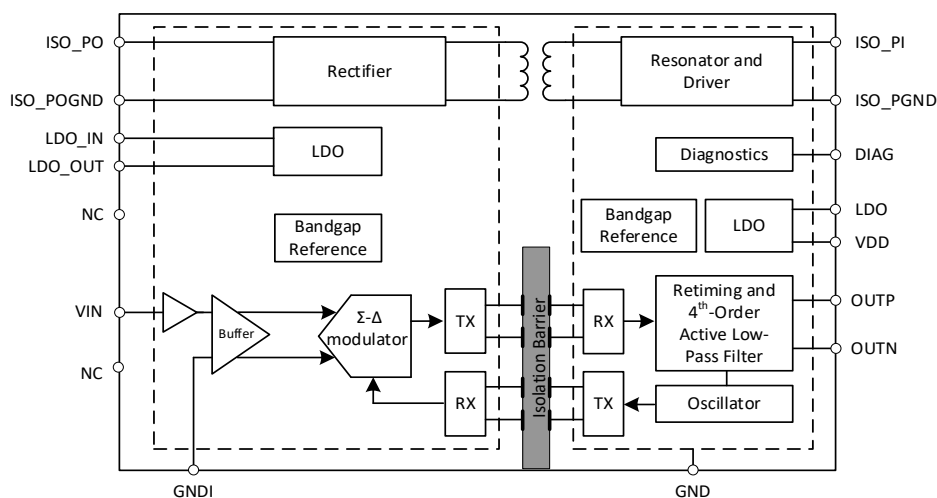 ISO_PO
Rectifier
Resonator and
Driver
ISO_PI
ISO_POGND
ISO_PGND
LDO_IN
LDO
LDO_OUT
Diagnostics
DIAG
NC
Bandgap
Reference
Bandgap
Reference
LDO
LDO
VDD
VIN
Buffer
Σ-Δ
modulator
TX
Isolation Barrier
RX
Retiming and
4th-Order
Active Low-
Pass Filter
OUTP
OUTN
NC
RX
TX
Oscillator
GNDI
GND